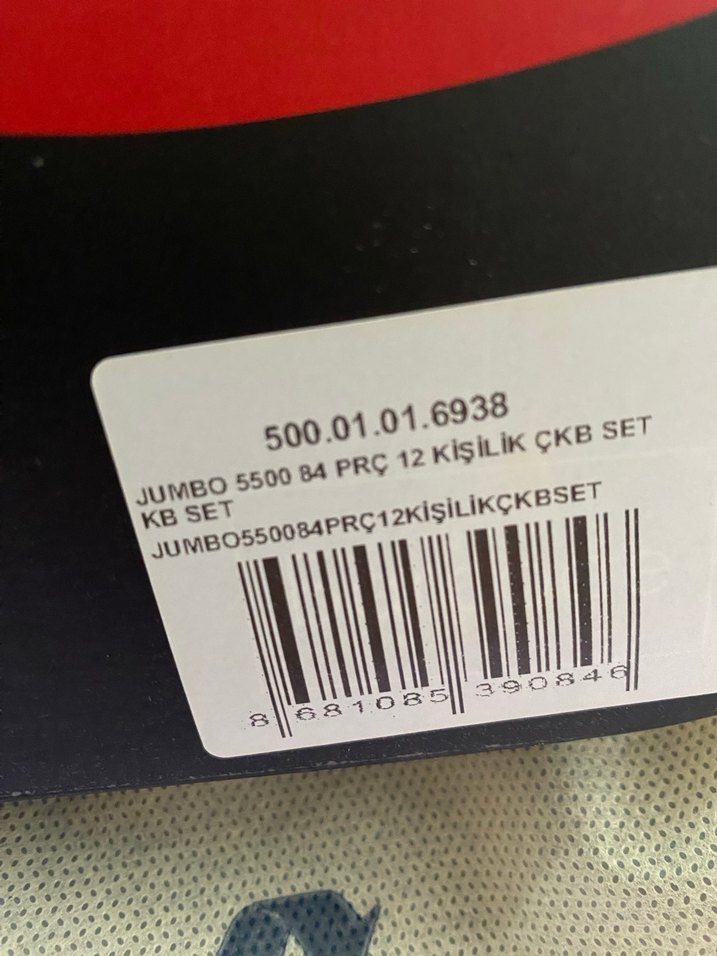 500.01.01.6938
JUMBO 5500 84 PRÇ 12 KİŞİLİK ÇKB SET
KB SET
JUMBO550084PRÇ12KİŞİLİKÇKBSET
8 681085 390846